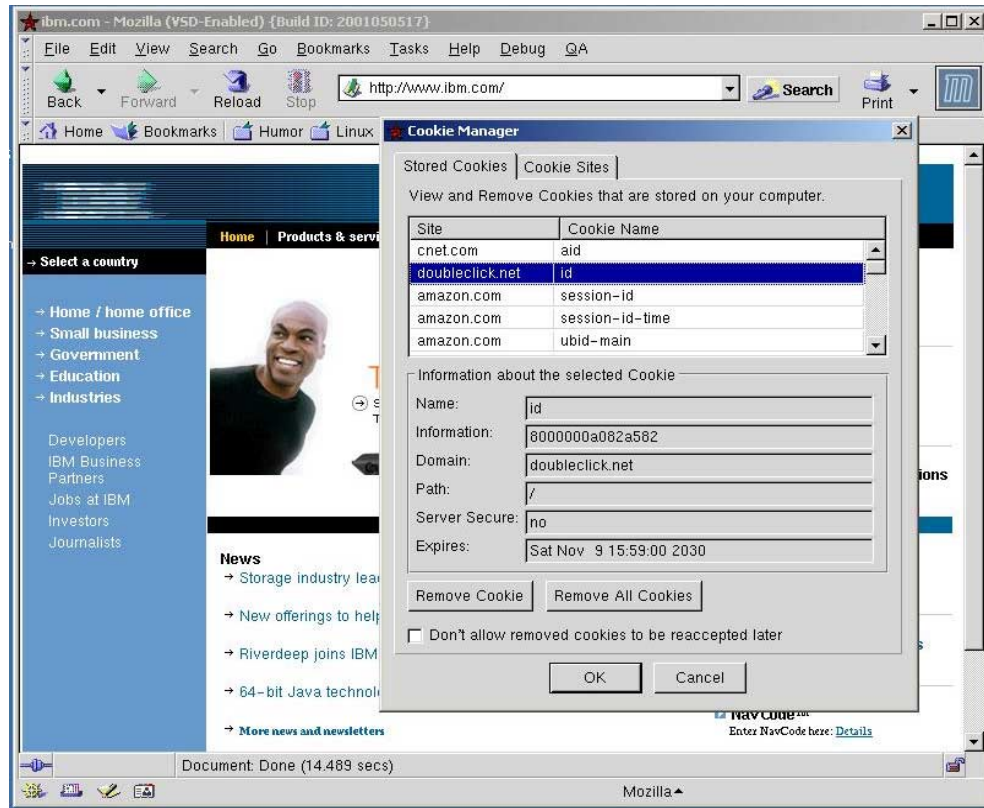 ibm.com - Mozilla (VSD-Enabled) {Build ID: 2001050517}
File Edit View Search Go Bookmarks Tasks Help Debug QA
Back Forward Reload Stop http://www.ibm.com/ Search Print
Home Bookmarks Humor Linux
Home | Products & servi
→ Select a country
→ Home / home office
→ Small business
→ Government
→ Education
→ Industries
Developers
IBM Business
Partners
Jobs at IBM
Investors
Journalists
News
→ Storage industry lea
→ New offerings to help
→ Riverdeep joins IBM
→ 64-bit Java technol
→ More news and newsletters
Cookie Manager
Stored Cookies Cookie Sites
View and Remove Cookies that are stored on your computer.
Site Cookie Name
cnet.com aid
doubleclick.net id
amazon.com session-id
amazon.com session-id-time
amazon.com ubid-main
Information about the selected Cookie
Name: id
Information: 8000000a082a582
Domain: doubleclick.net
Path: /
Server Secure: no
Expires: Sat Nov 9 15:59:00 2030
Remove Cookie Remove All Cookies
Don't allow removed cookies to be reaccepted later
OK Cancel
ions
NavCode™
Enter NavCode here: Details
Document: Done (14.489 secs)
Mozilla